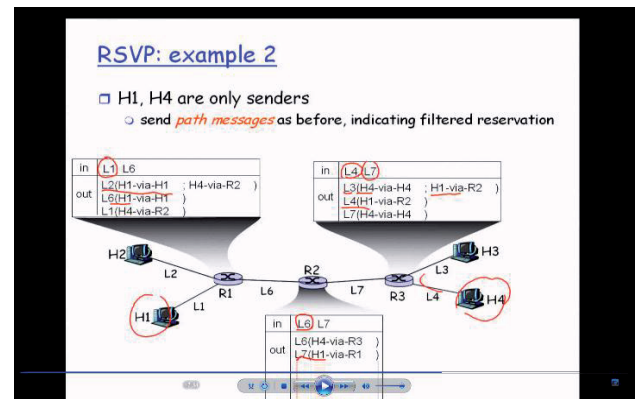 RSVP: example 2
H1, H4 are only senders
send path messages as before, indicating filtered reservation
in L1 L6
out L2(H1-via-H1 ; H4-via-R2 )
L6(H1-via-H1 )
L1(H4-via-R2 )
in L4 L7
out L3(H4-via-H4 ; H1-via-R2 )
L4(H1-via-R2 )
L7(H4-via-H4 )
H2
L2
R1
L6
R2
L7
R3
L3
H3
L4
H4
H1
L1
in L6 L7
out L6(H4-via-R3 )
L7(H1-via-R1 )